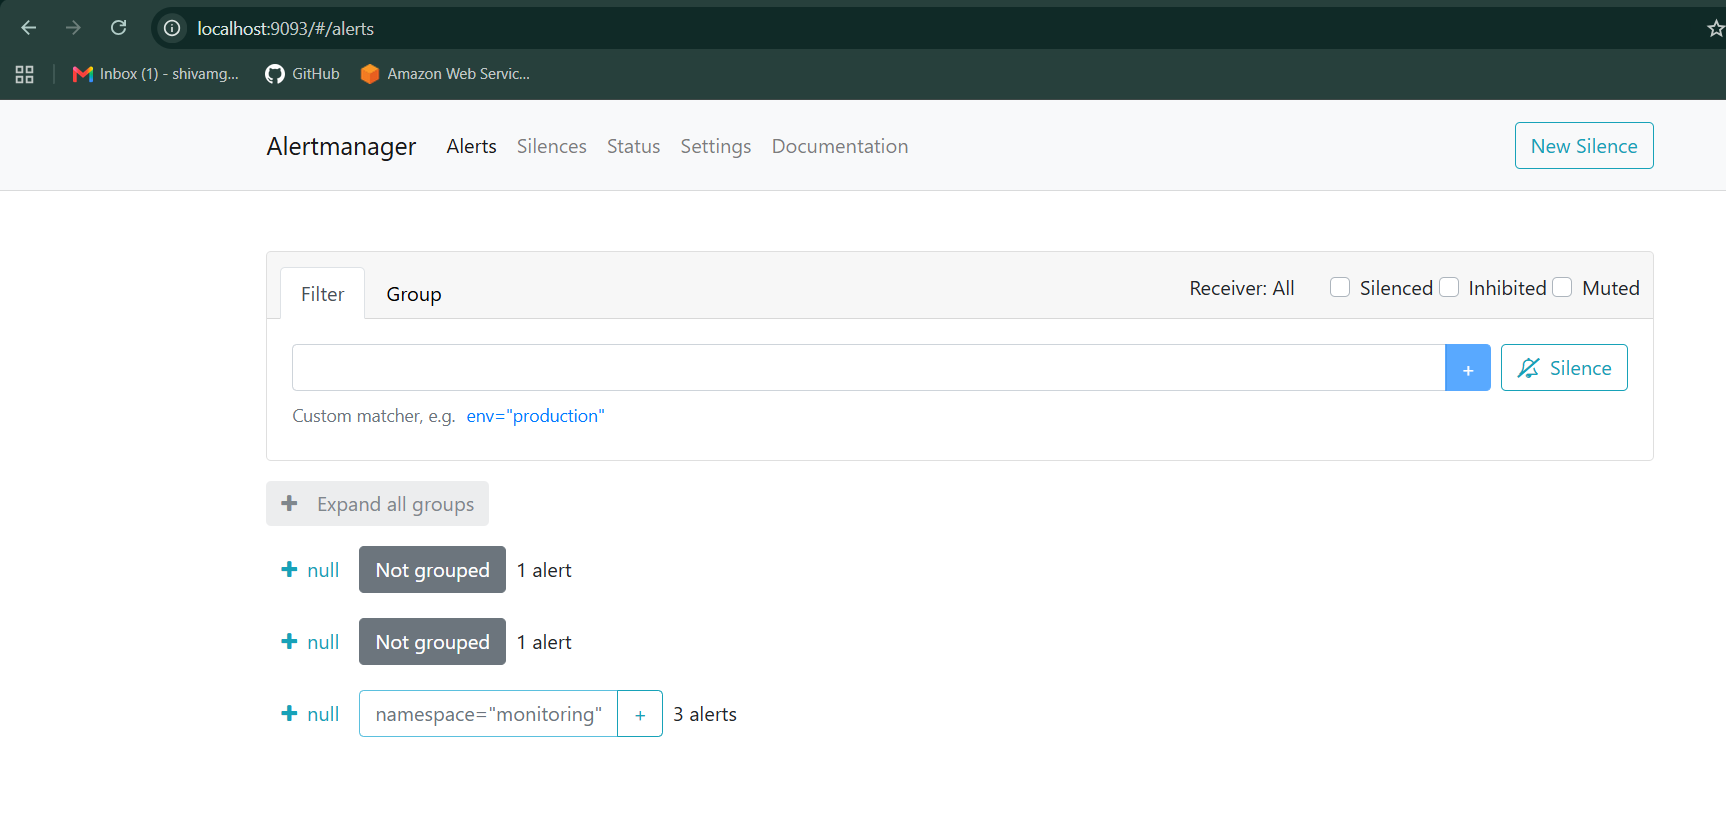 localhost:9093/#/alerts
Inbox (1) - shivamg... GitHub Amazon Web Servic...
Alertmanager Alerts Silences Status Settings Documentation New Silence
Filter Group Receiver: All Silenced Inhibited Muted
+ Silence
Custom matcher, e.g. env="production"
+ Expand all groups
+ null Not grouped 1 alert
+ null Not grouped 1 alert
+ null namespace="monitoring" + 3 alerts